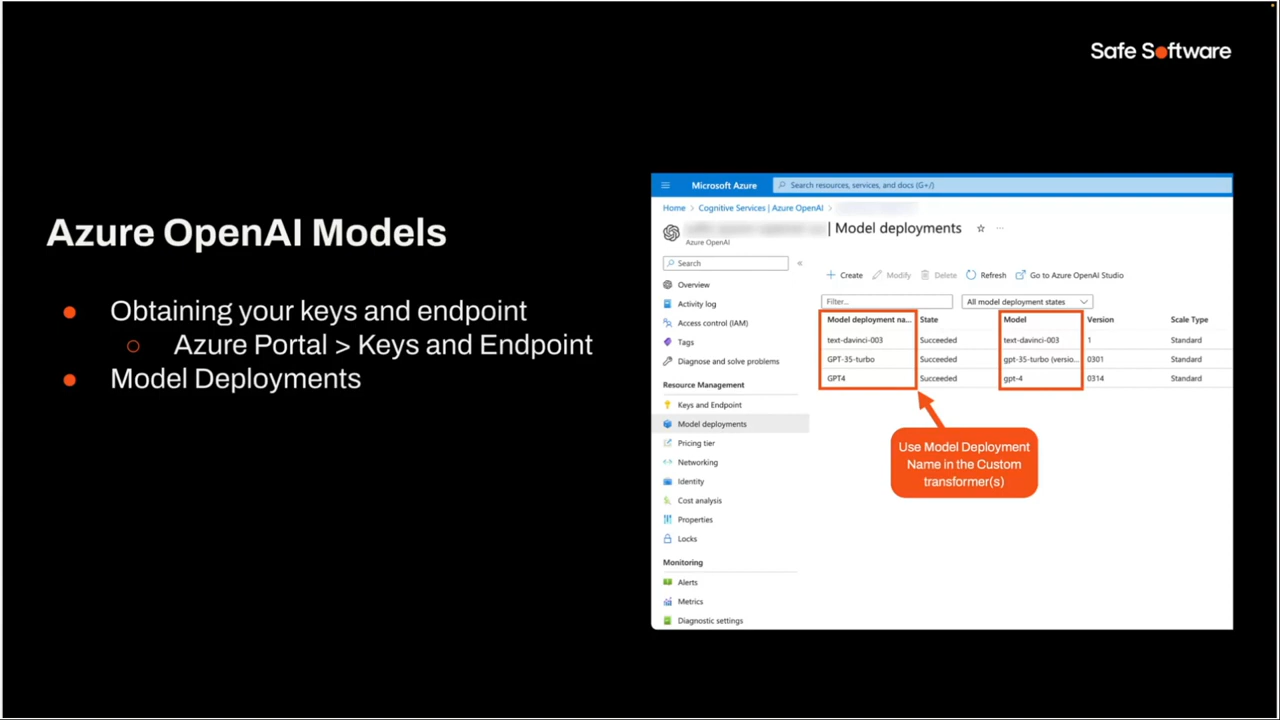 Safe Software
Azure OpenAI Models
Obtaining your keys and endpoint
Azure Portal > Keys and Endpoint
Model Deployments
Microsoft Azure
Search resources, services, and docs (G+/)
Home > Cognitive Services | Azure OpenAI >
| Model deployments
Azure OpenAI
Search
Overview
Activity log
Access control (IAM)
Tags
Diagnose and solve problems
Resource Management
Keys and Endpoint
Model deployments
Pricing tier
Networking
Identity
Cost analysis
Properties
Locks
Monitoring
Alerts
Metrics
Diagnostic settings
Create Modify Delete Refresh Go to Azure OpenAI Studio
Filter... All model deployment states
Model deployment na... State Model Version Scale Type
text-davinci-003 Succeeded text-davinci-003 1 Standard
GPT-35-turbo Succeeded gpt-35-turbo (versio... 0301 Standard
GPT4 Succeeded gpt-4 0314 Standard
Use Model Deployment
Name in the Custom
transformer(s)